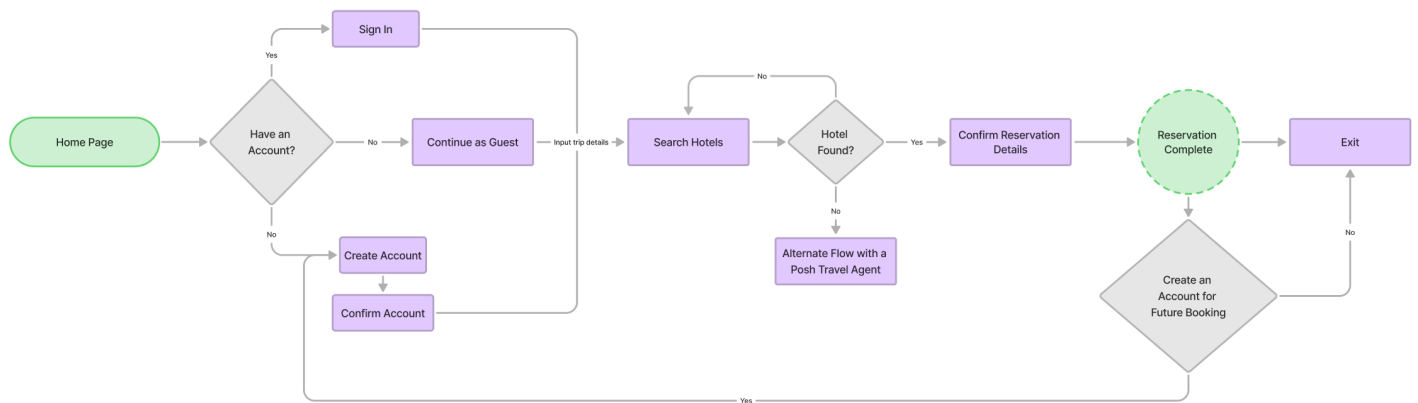 Sign In
Yes
No
Home Page
Have an
Account?
No
Continue as Guest
Input trip details
Search Hotels
Hotel
Found?
Yes
Confirm Reservation
Details
Reservation
Complete
Exit
No
No
Create Account
Confirm Account
Alternate Flow with a
Posh Travel Agent
No
Create an
Account for
Future Booking
Yes